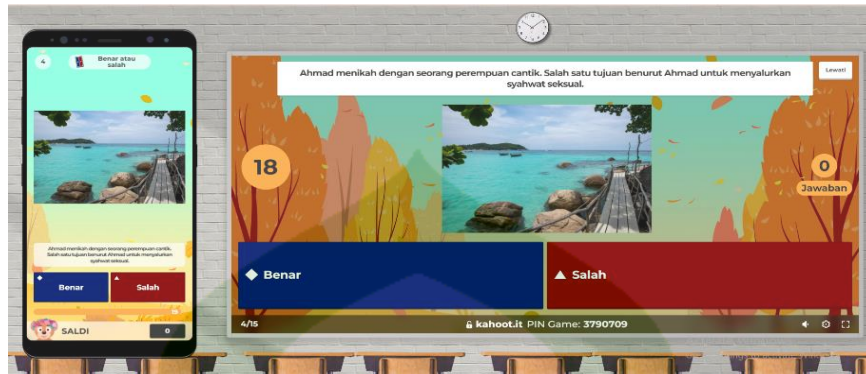 4
Benar atau
salah
Ahmad menikah dengan seorang perempuan cantik.
Salah satu tujuan benurut Ahmad untuk menyalurkan
syahwat seksual.
Benar
Salah
SALDI
0
Ahmad menikah dengan seorang perempuan cantik. Salah satu tujuan benurut Ahmad untuk menyalurkan
syahwat seksual.
Lewati
18
0
Jawaban
Benar
Salah
4/15
kahoot.it PIN Game: 3790709